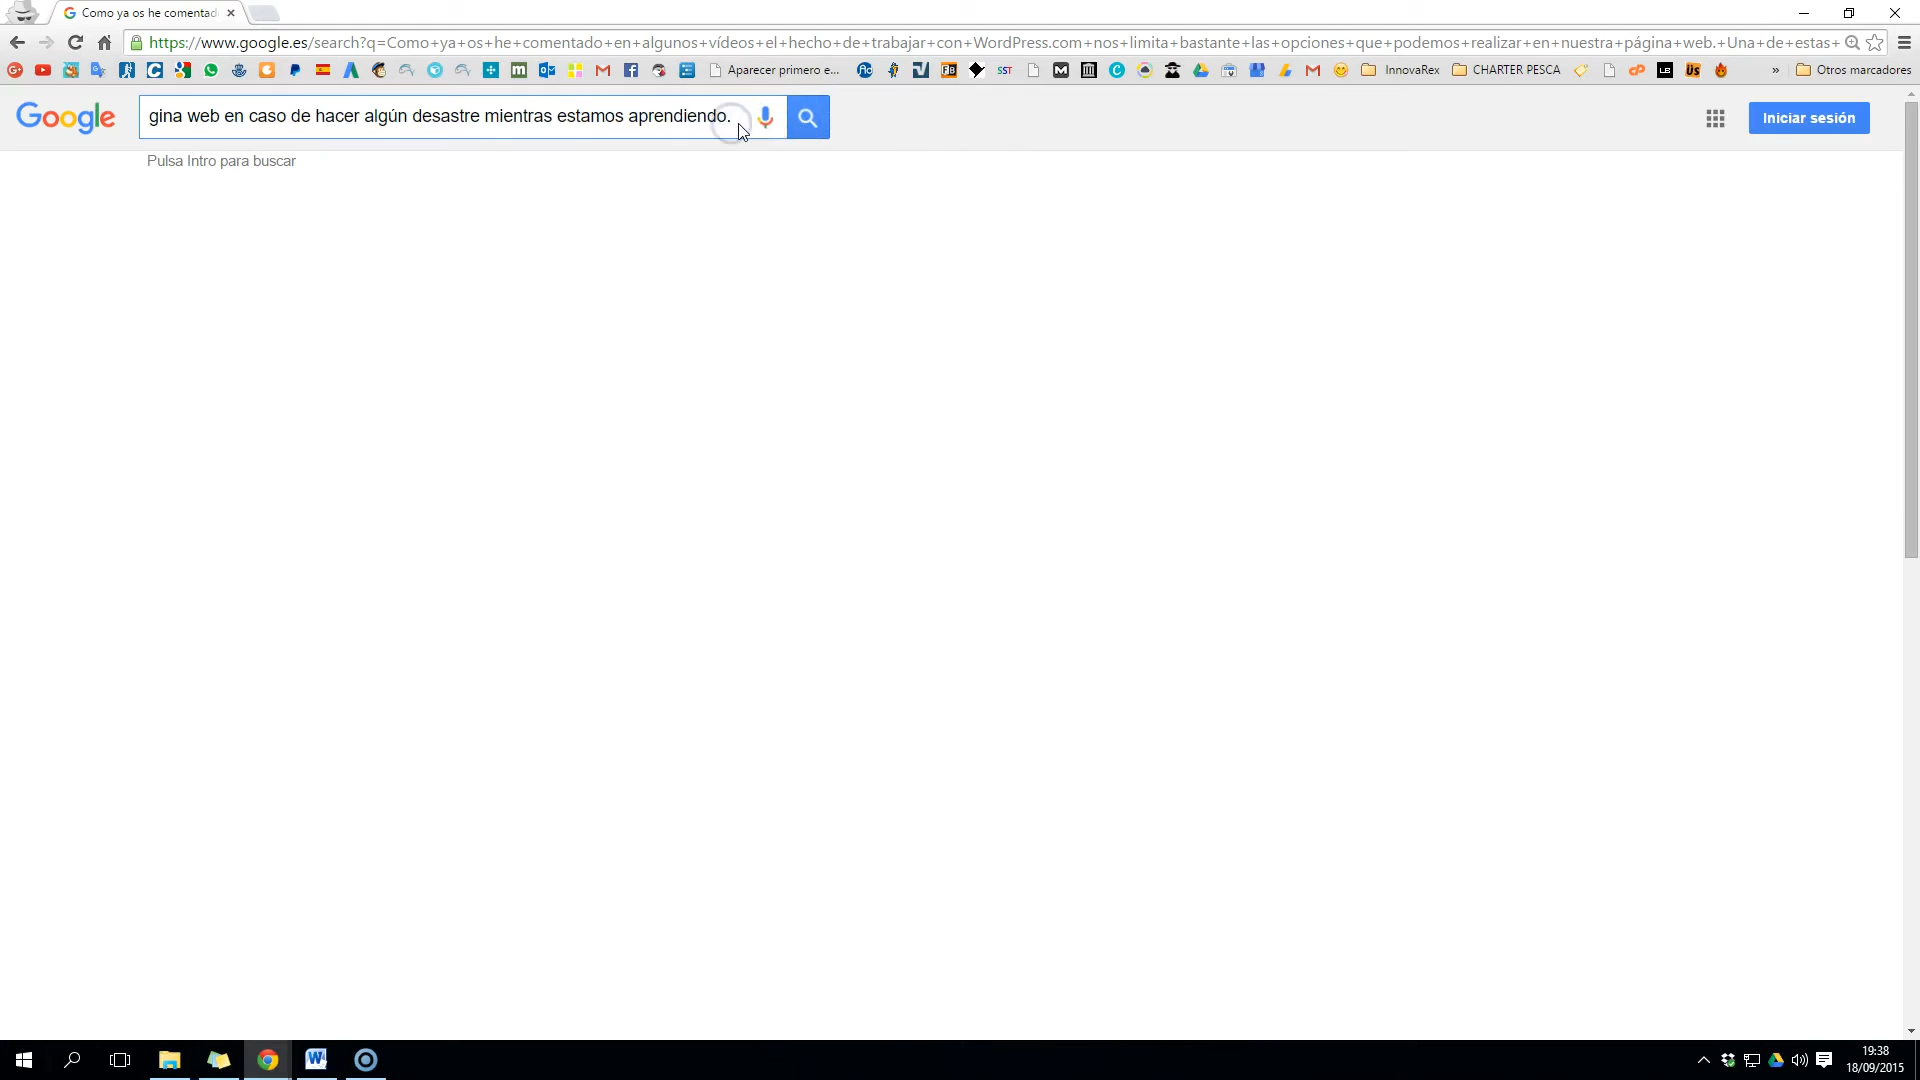 Como ya os he comentad
https://www.google.es/search?q=Como+ya+os+he+comentado+en+algunos+vídeos+el+hecho+de+trabajar+con+WordPress.com+nos+limita+bastante+las+opciones+que+podemos+realizar+en+nuestra+página+web.+Una+de+estas+
Aparecer primero e... SST InnovaRex CHARTER PESCA » Otros marcadores
Google
gina web en caso de hacer algún desastre mientras estamos aprendiendo.
Iniciar sesión
Pulsa Intro para buscar
19:38
18/09/2015